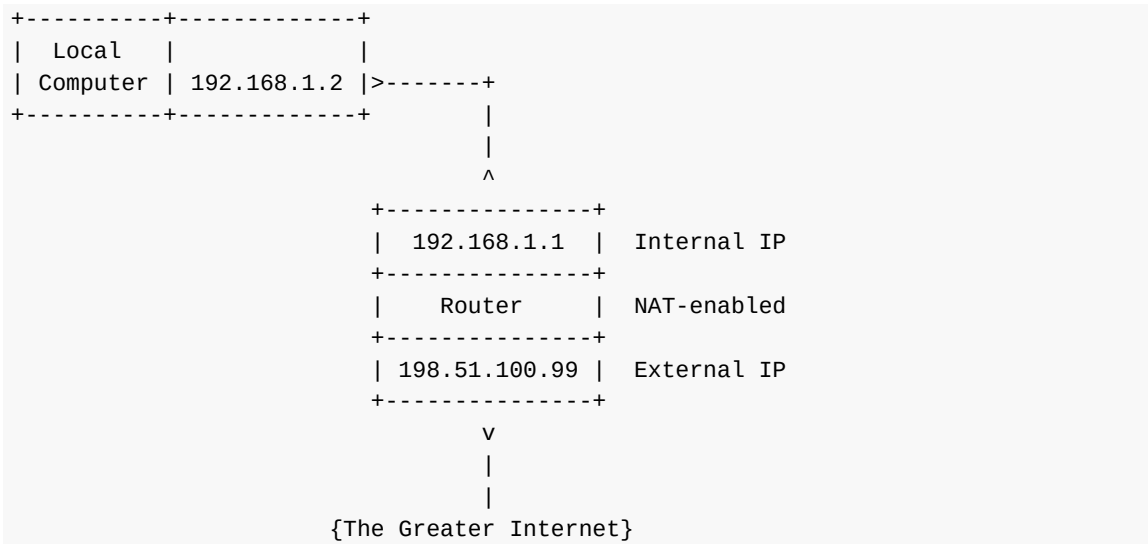 +----------+-------------+
|  Local   |             |
| Computer | 192.168.1.2 |>-------+
+----------+-------------+        |
                                  |
                                  ^
                          +---------------+
                          |  192.168.1.1  |  Internal IP
                          +---------------+
                          |    Router     |  NAT-enabled
                          +---------------+
                          | 198.51.100.99 |  External IP
                          +---------------+
                                  v
                                  |
                                  |
                       {The Greater Internet}